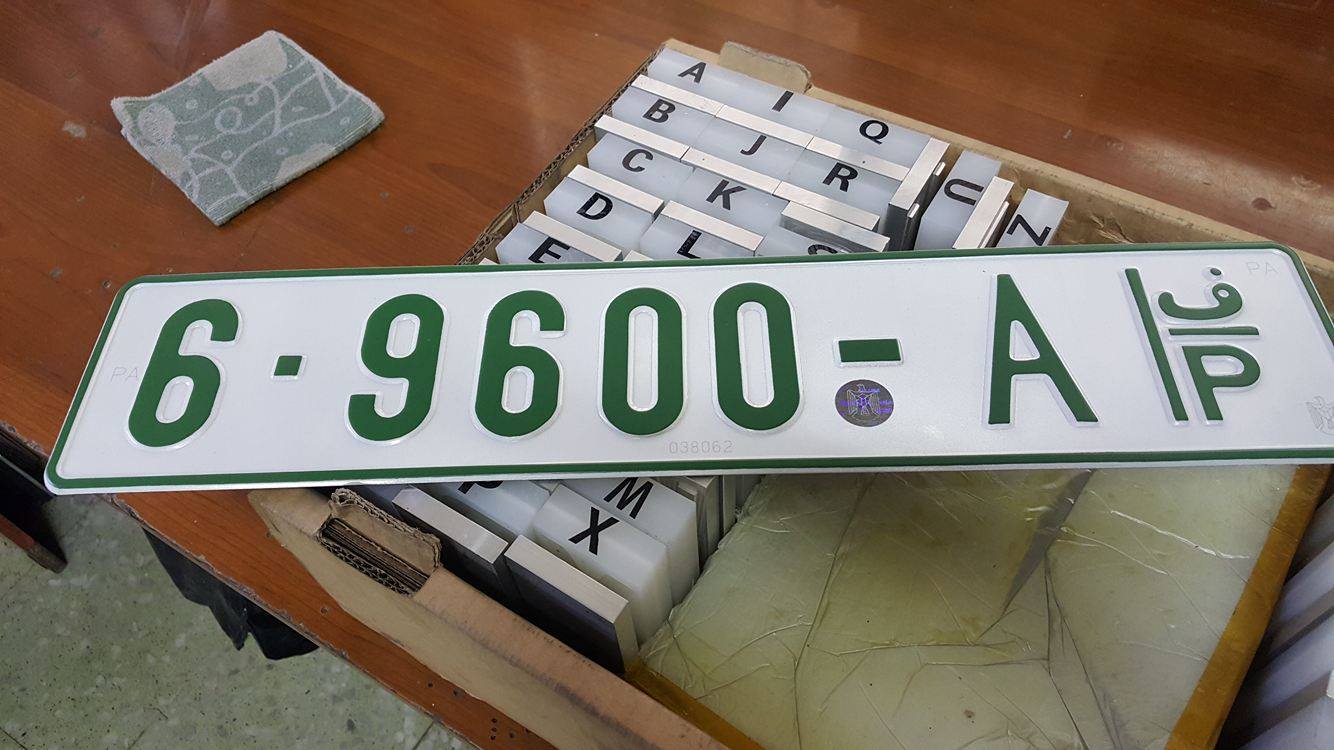 A I Q
B J R
C K
D L
E
U
N
6·9600-A
ف
P
PA
PA
038062
M
X